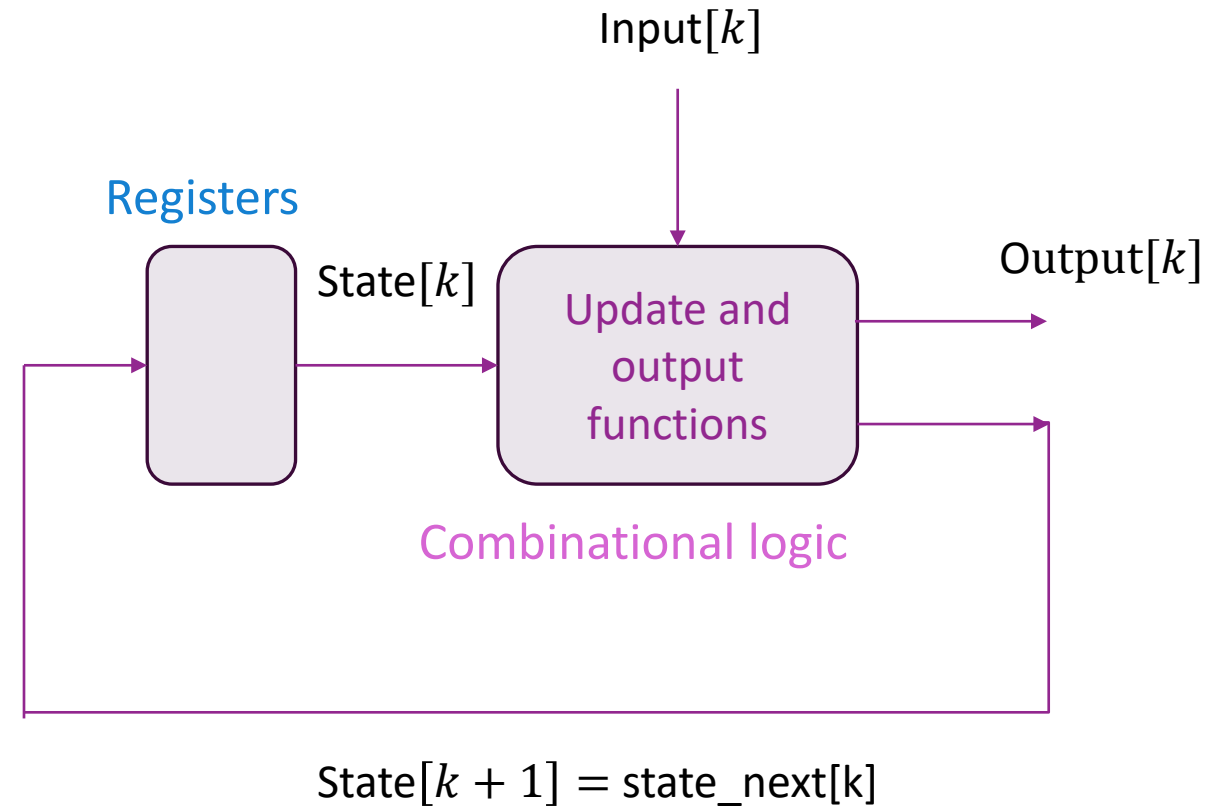 Input[k]
Registers
State[k]
Output[k]
Update and
output
functions
Combinational logic
State[k + 1] = state_next[k]